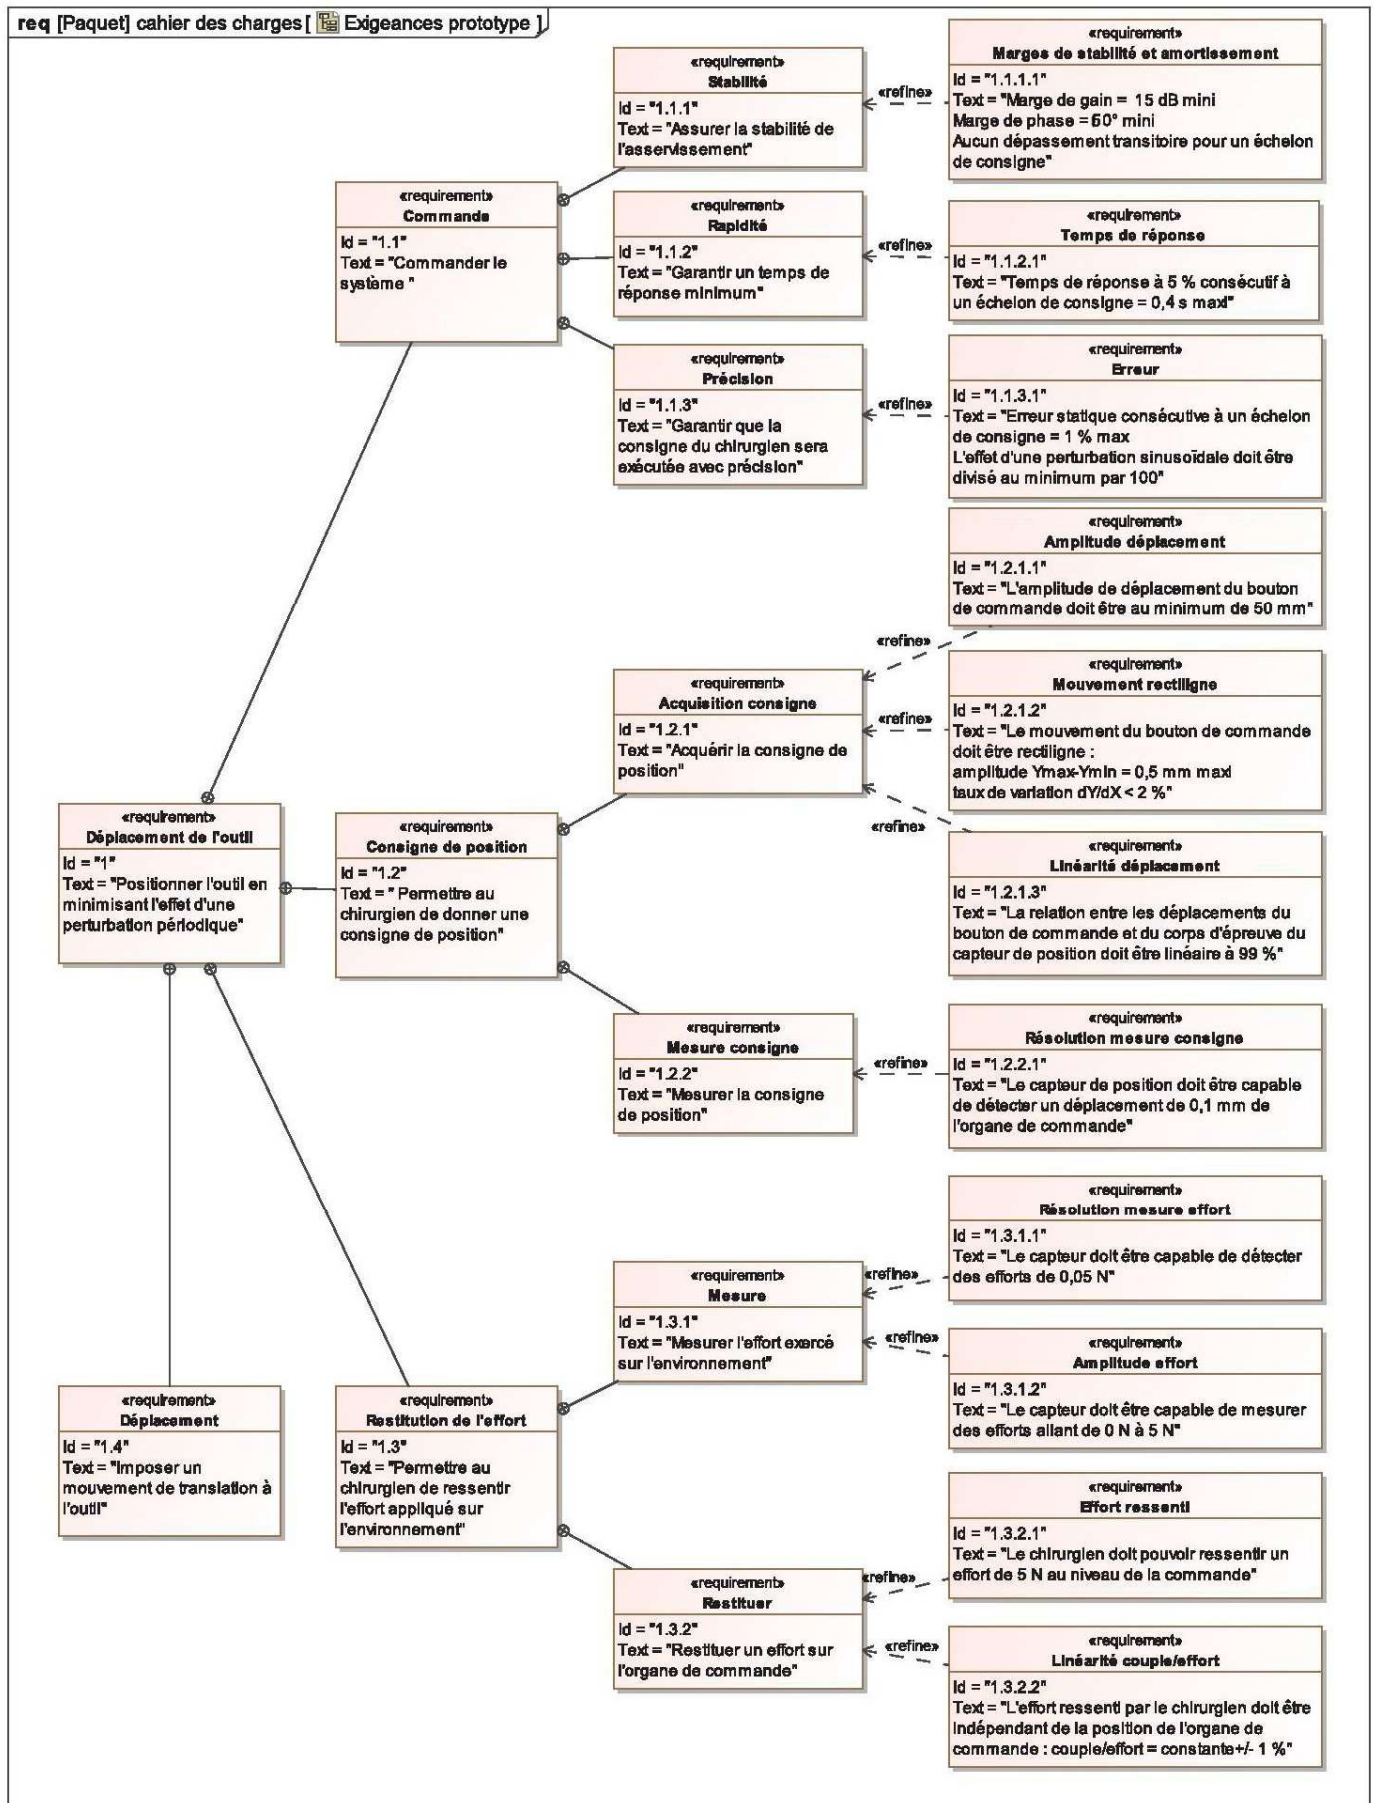 req [Paquet] cahier des charges [ Exigeances prototype ]
«requirement»
Stabilité
Id = "1.1.1"
Text = "Assurer la stabilité de
l'asservissement"
«refine»
«requirement»
Marges de stabilité et amortissement
Id = "1.1.1.1"
Text = "Marge de gain = 15 dB mini
Marge de phase = 60° mini
Aucun dépassement transitoire pour un échelon
de consigne"
«requirement»
Commande
Id = "1.1"
Text = "Commander le
système "
«requirement»
Rapidité
Id = "1.1.2"
Text = "Garantir un temps de
réponse minimum"
«refine»
«requirement»
Temps de réponse
Id = "1.1.2.1"
Text = "Temps de réponse à 5 % consécutif à
un échelon de consigne = 0,4 s maxi"
«requirement»
Précision
Id = "1.1.3"
Text = "Garantir que la
consigne du chirurgien sera
exécutée avec précision"
«refine»
«requirement»
Erreur
Id = "1.1.3.1"
Text = "Erreur statique consécutive à un échelon
de consigne = 1 % max
L'effet d'une perturbation sinusoïdale doit être
divisé au minimum par 100"
«requirement»
Amplitude déplacement
Id = "1.2.1.1"
Text = "L'amplitude de déplacement du bouton
de commande doit être au minimum de 50 mm"
«refine»
«requirement»
Acquisition consigne
Id = "1.2.1"
Text = "Acquérir la consigne de
position"
«refine»
«requirement»
Mouvement rectiligne
Id = "1.2.1.2"
Text = "Le mouvement du bouton de commande
doit être rectiligne :
amplitude Ymax-Ymin = 0,5 mm maxi
taux de variation dY/dX < 2 %"
«refine»
«requirement»
Linéarité déplacement
Id = "1.2.1.3"
Text = "La relation entre les déplacements du
bouton de commande et du corps d'épreuve du
capteur de position doit être linéaire à 99 %"
«requirement»
Déplacement de l'outil
Id = "1"
Text = "Positionner l'outil en
minimisant l'effet d'une
perturbation périodique"
«requirement»
Consigne de position
Id = "1.2"
Text = " Permettre au
chirurgien de donner une
consigne de position"
«requirement»
Mesure consigne
Id = "1.2.2"
Text = "Mesurer la consigne
de position"
«refine»
«requirement»
Résolution mesure consigne
Id = "1.2.2.1"
Text = "Le capteur de position doit être capable
de détecter un déplacement de 0,1 mm de
l'organe de commande"
«requirement»
Résolution mesure effort
Id = "1.3.1.1"
Text = "Le capteur doit être capable de détecter
des efforts de 0,05 N"
«refine»
«requirement»
Mesure
Id = "1.3.1"
Text = "Mesurer l'effort exercé
sur l'environnement"
«refine»
«requirement»
Amplitude effort
Id = "1.3.1.2"
Text = "Le capteur doit être capable de mesurer
des efforts allant de 0 N à 5 N"
«requirement»
Déplacement
Id = "1.4"
Text = "Imposer un
mouvement de translation à
l'outil"
«requirement»
Restitution de l'effort
Id = "1.3"
Text = "Permettre au
chirurgien de ressentir
l'effort appliqué sur
l'environnement"
«requirement»
Effort ressenti
Id = "1.3.2.1"
Text = "Le chirurgien doit pouvoir ressentir un
effort de 5 N au niveau de la commande"
«refine»
«requirement»
Restituer
Id = "1.3.2"
Text = "Restituer un effort sur
l'organe de commande"
«refine»
«requirement»
Linéarité couple/effort
Id = "1.3.2.2"
Text = "L'effort ressenti par le chirurgien doit être
indépendant de la position de l'organe de
commande : couple/effort = constante+/- 1 %"